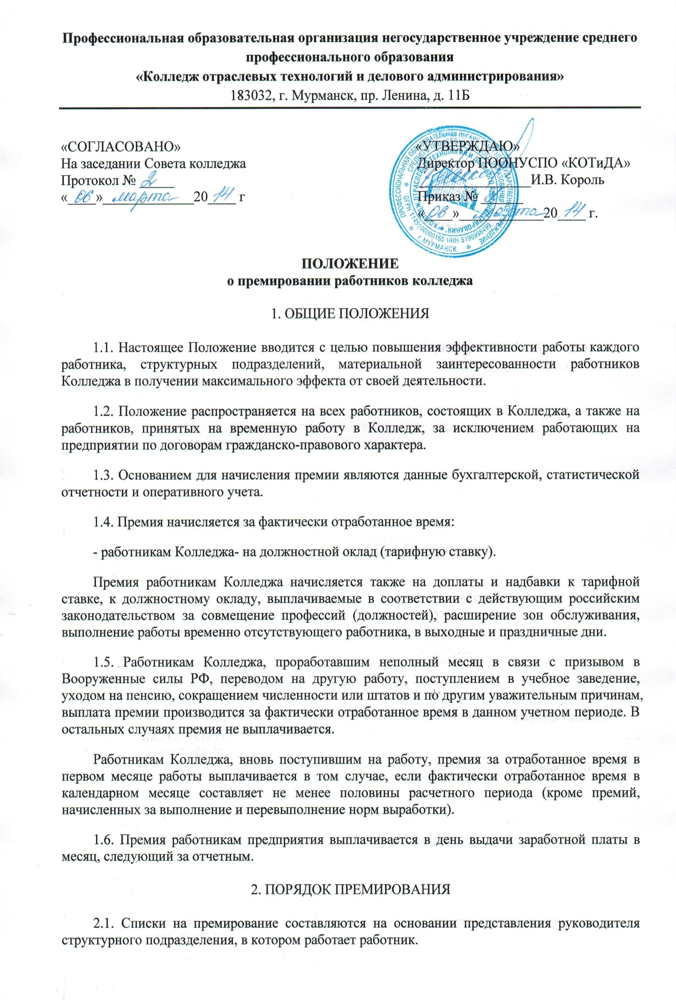 Профессиональная образовательная организация негосударственное учреждение среднего
профессионального образования
«Колледж отраслевых технологий и делового администрирования»
183032, г. Мурманск, пр. Ленина, д. 11Б
«СОГЛАСОВАНО»
На заседании Совета колледжа
Протокол № 2
«06» марта 2014 г
«УТВЕРЖДАЮ»
Директор ПООНУСПО «КОТиДА»
И.В. Король
Приказ №
«06» марта 2014 г.
ПРОФЕССИОНАЛЬНАЯ ОБРАЗОВАТЕЛЬНАЯ ОРГАНИЗАЦИЯ НЕГОСУДАРСТВЕННОЕ УЧРЕЖДЕНИЕ
СРЕДНЕГО ПРОФЕССИОНАЛЬНОГО ОБРАЗОВАНИЯ
"КОЛЛЕДЖ ОТРАСЛЕВЫХ ТЕХНОЛОГИЙ И ДЕЛОВОГО АДМИНИСТРИРОВАНИЯ"
ОГРН 1145100000165 ИНН 5190996499
г. МУРМАНСК
ПОЛОЖЕНИЕ
о премировании работников колледжа
1. ОБЩИЕ ПОЛОЖЕНИЯ
1.1. Настоящее Положение вводится с целью повышения эффективности работы каждого
работника, структурных подразделений, материальной заинтересованности работников
Колледжа в получении максимального эффекта от своей деятельности.
1.2. Положение распространяется на всех работников, состоящих в Колледжа, а также на
работников, принятых на временную работу в Колледж, за исключением работающих на
предприятии по договорам гражданско-правового характера.
1.3. Основанием для начисления премии являются данные бухгалтерской, статистической
отчетности и оперативного учета.
1.4. Премия начисляется за фактически отработанное время:
- работникам Колледжа- на должностной оклад (тарифную ставку).
Премия работникам Колледжа начисляется также на доплаты и надбавки к тарифной
ставке, к должностному окладу, выплачиваемые в соответствии с действующим российским
законодательством за совмещение профессий (должностей), расширение зон обслуживания,
выполнение работы временно отсутствующего работника, в выходные и праздничные дни.
1.5. Работникам Колледжа, проработавшим неполный месяц в связи с призывом в
Вооруженные силы РФ, переводом на другую работу, поступлением в учебное заведение,
уходом на пенсию, сокращением численности или штатов и по другим уважительным причинам,
выплата премии производится за фактически отработанное время в данном учетном периоде. В
остальных случаях премия не выплачивается.
Работникам Колледжа, вновь поступившим на работу, премия за отработанное время в
первом месяце работы выплачивается в том случае, если фактически отработанное время в
календарном месяце составляет не менее половины расчетного периода (кроме премий,
начисленных за выполнение и перевыполнение норм выработки).
1.6. Премия работникам предприятия выплачивается в день выдачи заработной платы в
месяц, следующий за отчетным.
2. ПОРЯДОК ПРЕМИРОВАНИЯ
2.1. Списки на премирование составляются на основании представления руководителя
структурного подразделения, в котором работает работник.